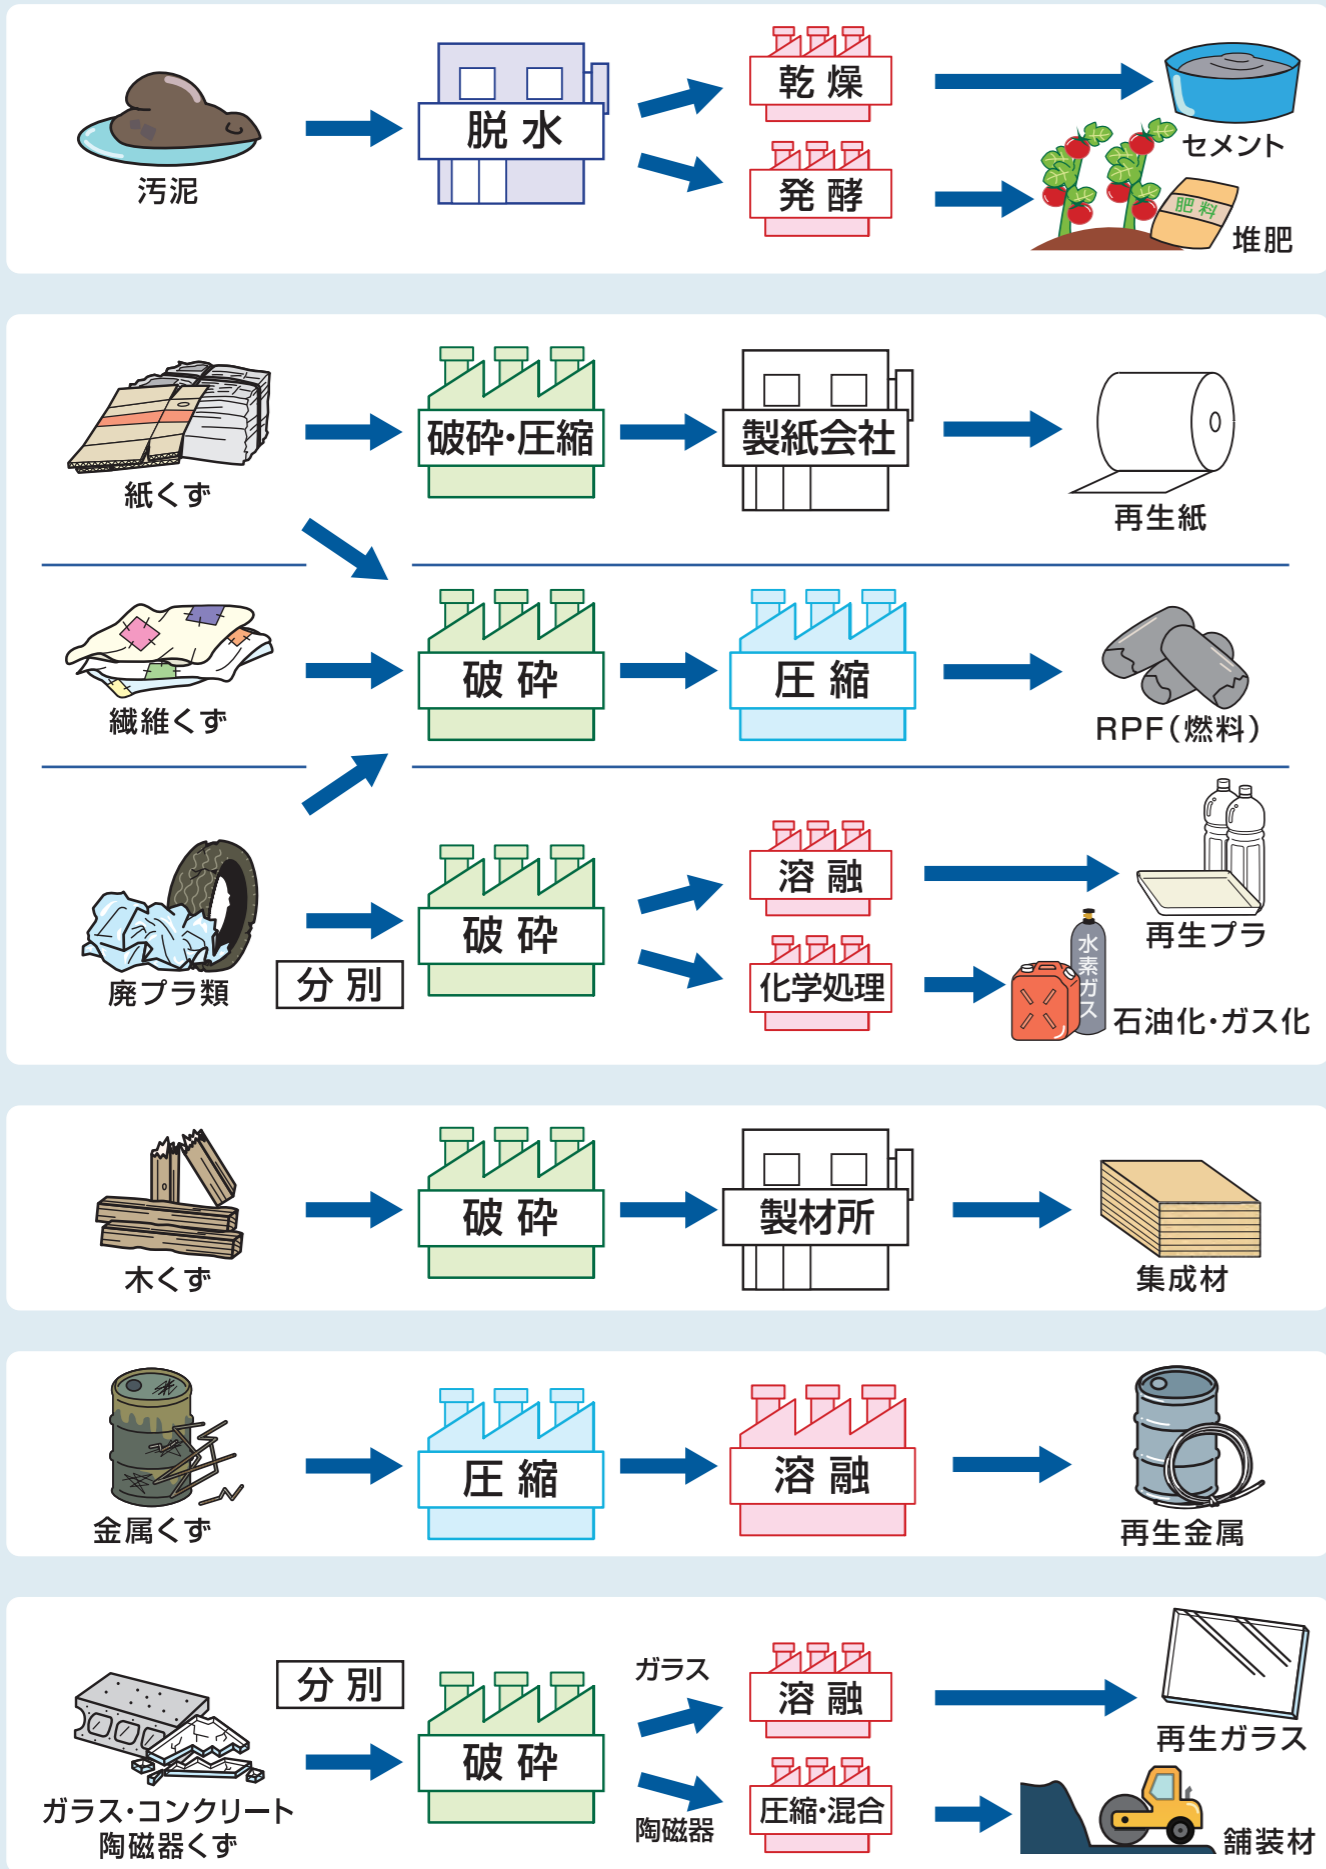 汚泥
脱水
乾燥
発酵
セメント
肥料
堆肥
紙くず
破砕・圧縮
製紙会社
再生紙
繊維くず
破砕
圧縮
RPF(燃料)
廃プラ類
分別
破砕
溶融
化学処理
再生プラ
水素ガス
石油化・ガス化
木くず
破砕
製材所
集成材
金属くず
圧縮
溶融
再生金属
ガラス・コンクリート
陶磁器くず
分別
破砕
ガラス
陶磁器
溶融
圧縮・混合
再生ガラス
舗装材